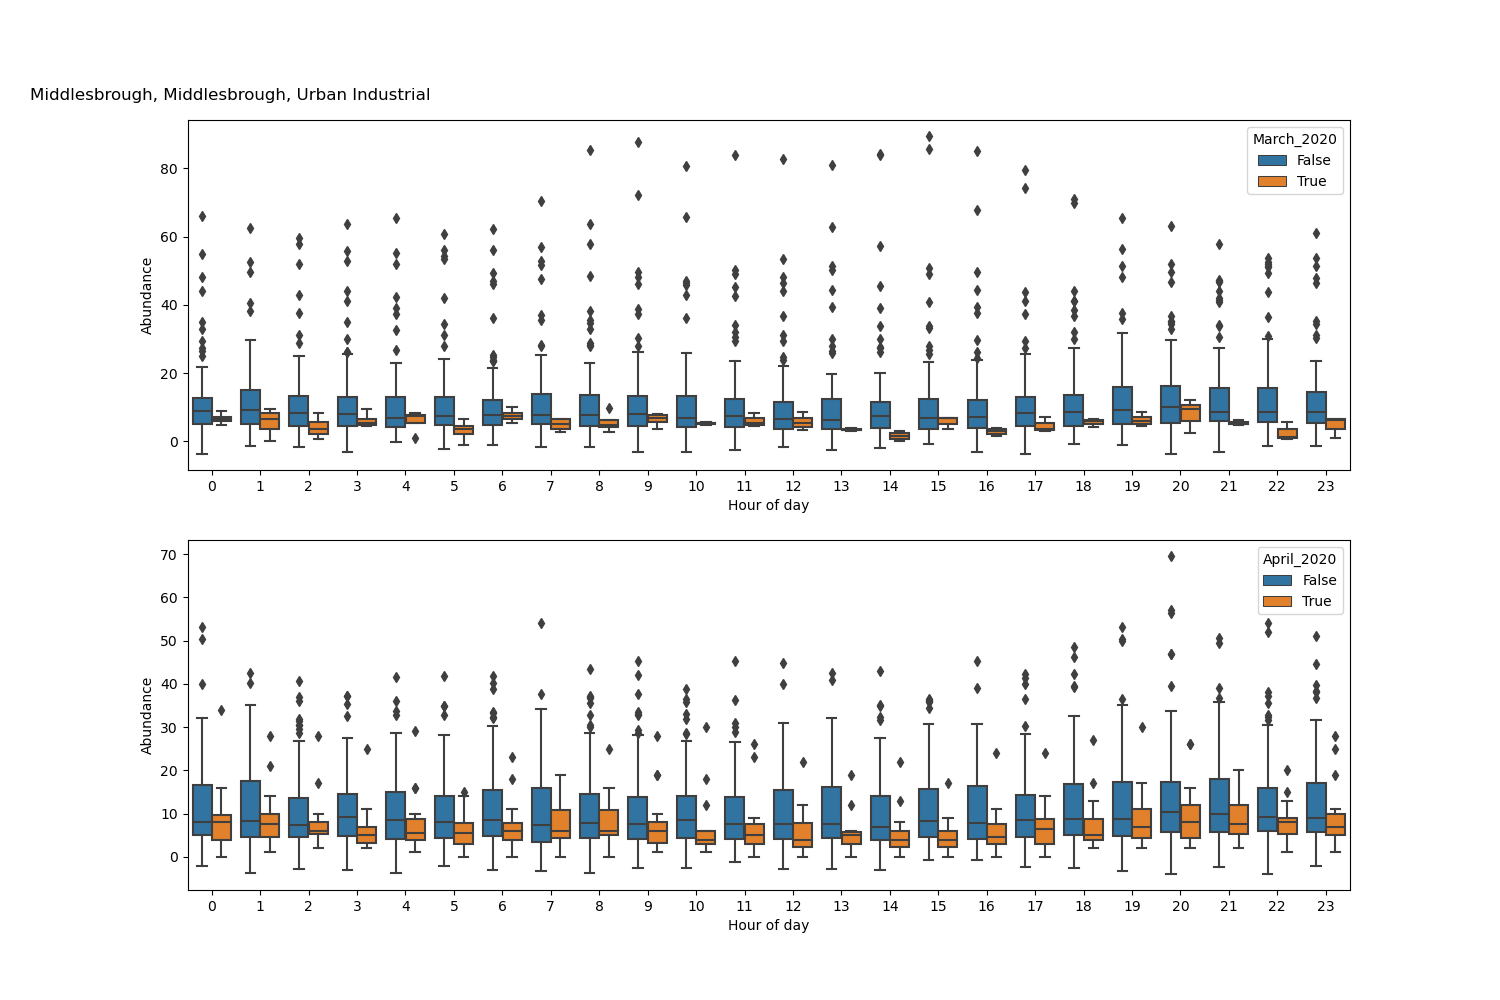 Middlesbrough, Middlesbrough, Urban Industrial
March_2020
False
True
80
60
40
20
0
Abundance
0 1 2 3 4 5 6 7 8 9 10 11 12 13 14 15 16 17 18 19 20 21 22 23
Hour of day
April_2020
False
True
70
60
50
40
30
20
10
0
Abundance
0 1 2 3 4 5 6 7 8 9 10 11 12 13 14 15 16 17 18 19 20 21 22 23
Hour of day